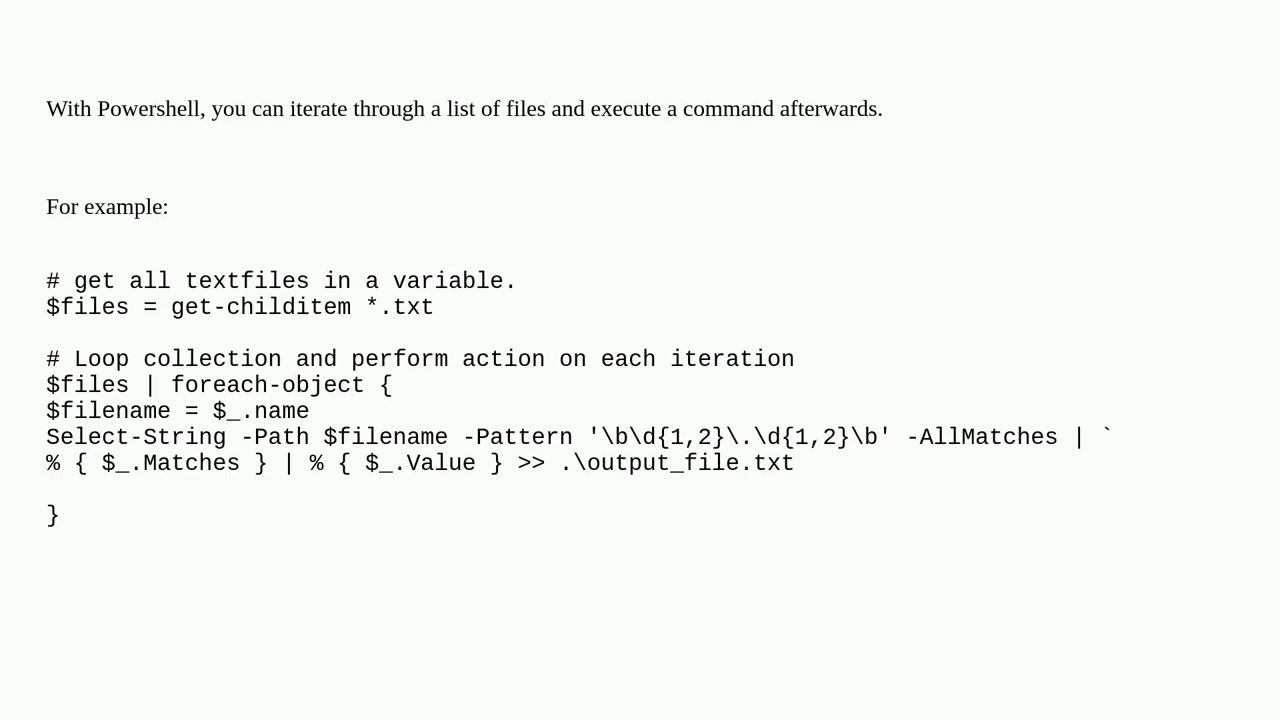 With Powershell, you can iterate through a list of files and execute a command afterwards.
For example:
# get all textfiles in a variable.
$files = get-childitem *.txt
# Loop collection and perform action on each iteration
$files | foreach-object {
$filename = $_.name
Select-String -Path $filename -Pattern '\b\d{1,2}\.\d{1,2}\b' -AllMatches | `
% { $_.Matches } | % { $_.Value } >> .\output_file.txt
}